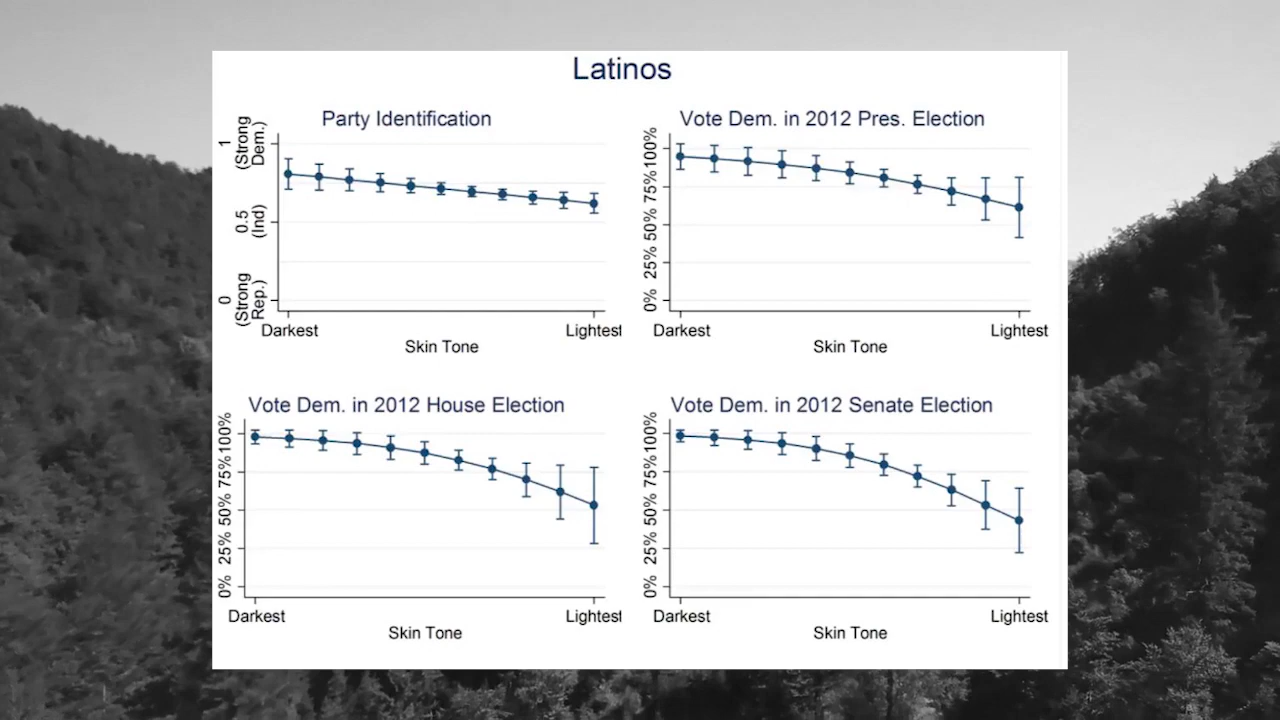 Latinos
Party Identification
1
(Strong
Dem.)
0.5
(Ind)
0
(Strong
Rep.)
Darkest
Lightest
Skin Tone
Vote Dem. in 2012 Pres. Election
100%
75%
50%
25%
0%
Darkest
Lightest
Skin Tone
Vote Dem. in 2012 House Election
100%
75%
50%
25%
0%
Darkest
Lightest
Skin Tone
Vote Dem. in 2012 Senate Election
100%
75%
50%
25%
0%
Darkest
Lightest
Skin Tone